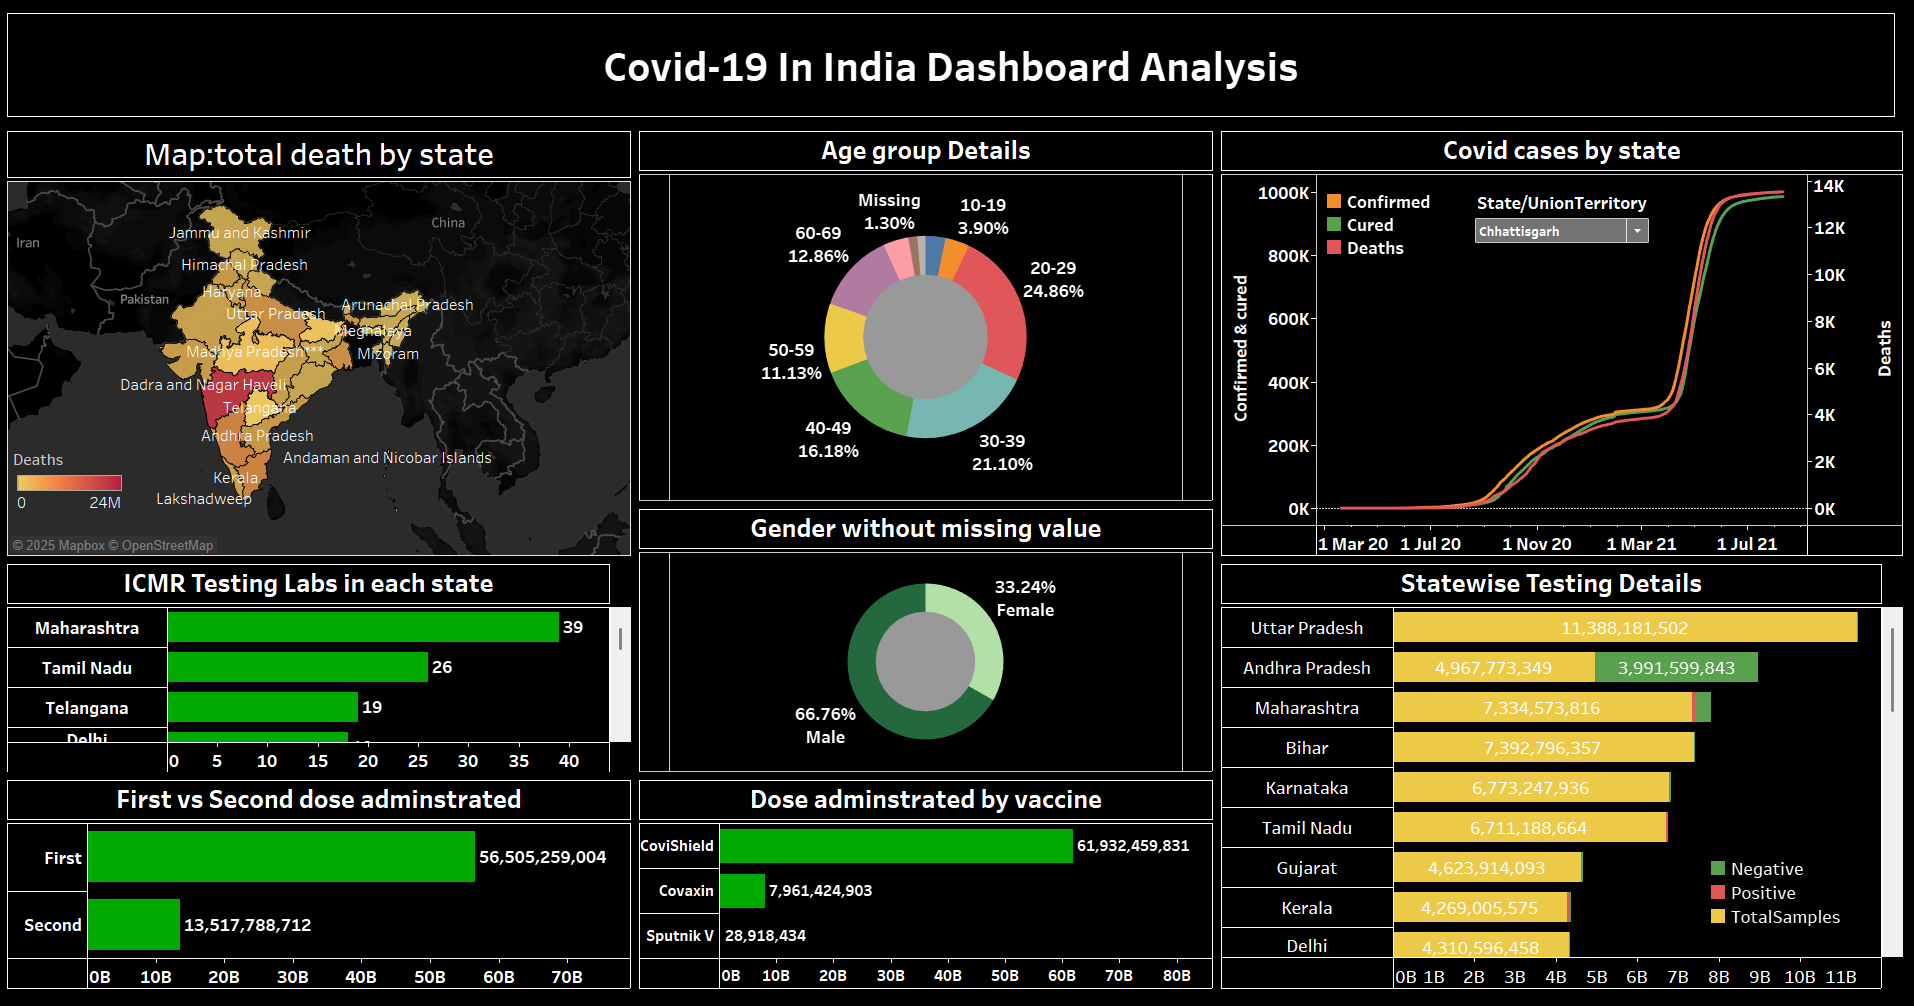 Covid-19 In India Dashboard Analysis
Map:total death by state
Iran
China
Pakistan
Jammu and Kashmir
Himachal Pradesh
Haryana
Uttar Pradesh
Arunachal Pradesh
Meghalaya
Madhya Pradesh***
Mizoram
Dadra and Nagar Haveli
Telangana
Andhra Pradesh
Andaman and Nicobar Islands
Kerala
Lakshadweep
Deaths
0 24M
© 2025 Mapbox © OpenStreetMap
Age group Details
Missing
1.30%
10-19
3.90%
20-29
24.86%
30-39
21.10%
40-49
16.18%
50-59
11.13%
60-69
12.86%
Covid cases by state
Confirmed
Cured
Deaths
State/UnionTerritory
Chhattisgarh
Confirmed & cured
1000K
800K
600K
400K
200K
0K
14K
12K
10K
8K
6K
4K
2K
0K
Deaths
1 Mar 20 1 Jul 20 1 Nov 20 1 Mar 21 1 Jul 21
ICMR Testing Labs in each state
Maharashtra 39
Tamil Nadu 26
Telangana 19
Delhi
0 5 10 15 20 25 30 35 40
Gender without missing value
33.24%
Female
66.76%
Male
Statewise Testing Details
Uttar Pradesh 11,388,181,502
Andhra Pradesh 4,967,773,349 3,991,599,843
Maharashtra 7,334,573,816
Bihar 7,392,796,357
Karnataka 6,773,247,936
Tamil Nadu 6,711,188,664
Gujarat 4,623,914,093
Kerala 4,269,005,575
Delhi 4,310,596,458
Negative
Positive
TotalSamples
0B 1B 2B 3B 4B 5B 6B 7B 8B 9B 10B 11B
First vs Second dose adminstrated
First 56,505,259,004
Second 13,517,788,712
0B 10B 20B 30B 40B 50B 60B 70B
Dose adminstrated by vaccine
CoviShield 61,932,459,831
Covaxin 7,961,424,903
Sputnik V 28,918,434
0B 10B 20B 30B 40B 50B 60B 70B 80B